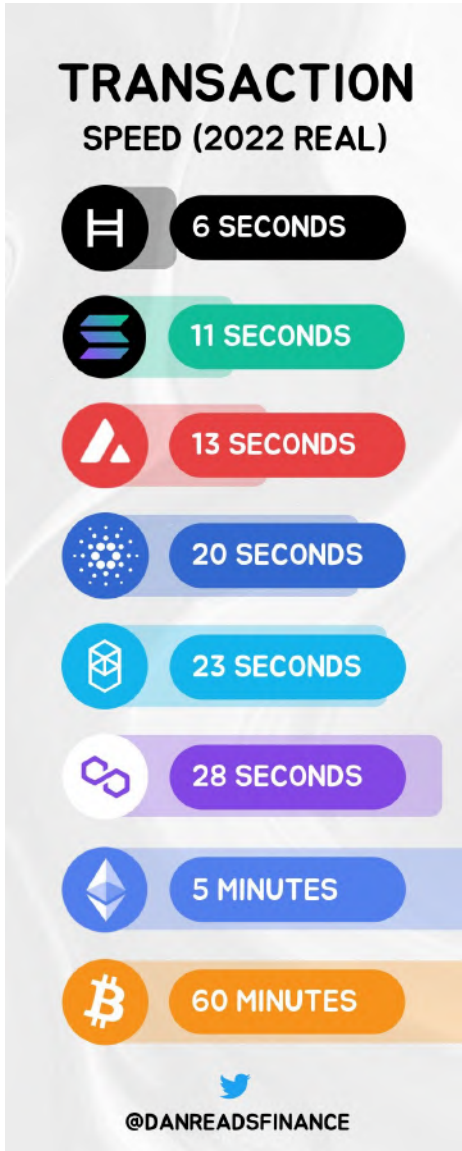 TRANSACTION
SPEED (2022 REAL)
6 SECONDS
11 SECONDS
13 SECONDS
20 SECONDS
23 SECONDS
28 SECONDS
5 MINUTES
60 MINUTES
@DANREADSFINANCE